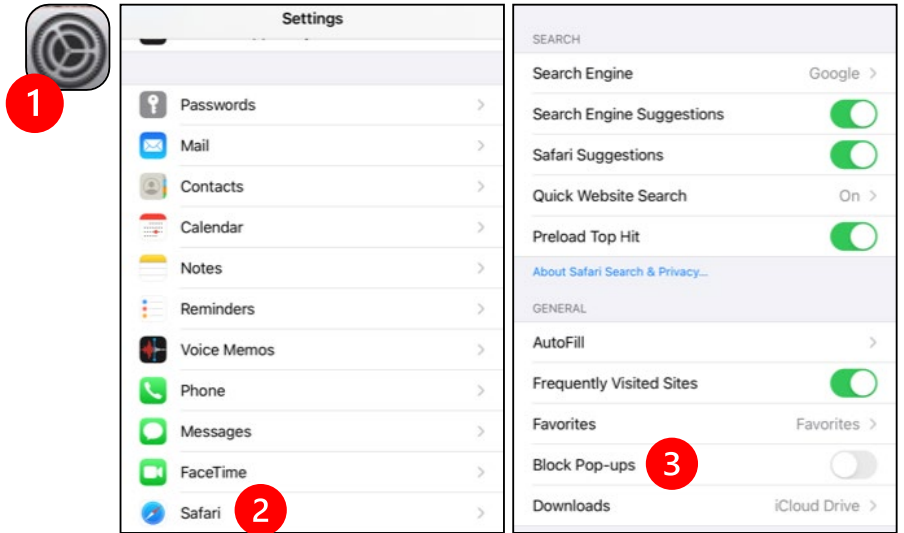 1
Settings
Passwords
Mail
Contacts
Calendar
Notes
Reminders
Voice Memos
Phone
Messages
FaceTime
Safari 2
SEARCH
Search Engine Google
Search Engine Suggestions
Safari Suggestions
Quick Website Search On
Preload Top Hit
About Safari Search & Privacy...
GENERAL
AutoFill
Frequently Visited Sites
Favorites Favorites
Block Pop-ups 3
Downloads iCloud Drive